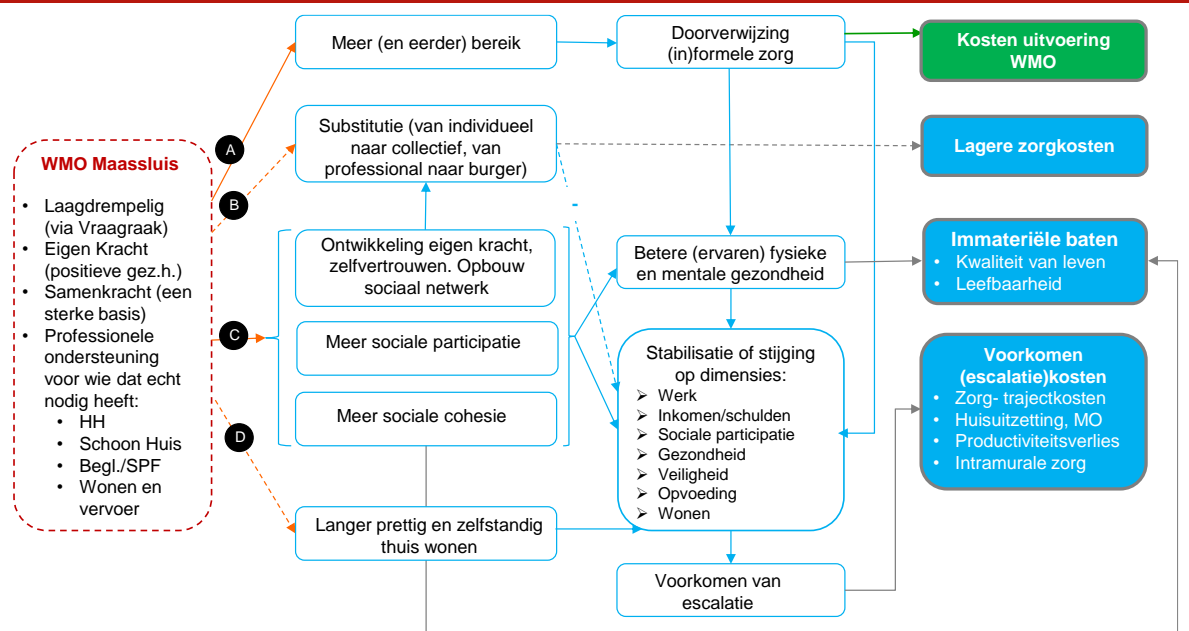 WMO Maassluis
• Laagdrempelig
(via Vraagraak)
• Eigen Kracht
(positieve gez.h.)
• Samenkracht (een
sterke basis)
• Professionele
ondersteuning
voor wie dat echt
nodig heeft:
• HH
• Schoon Huis
• Begl./SPF
• Wonen en
vervoer
A
B
C
D
Meer (en eerder) bereik
Substitutie (van individueel
naar collectief, van
professional naar burger)
Ontwikkeling eigen kracht,
zelfvertrouwen. Opbouw
sociaal netwerk
Meer sociale participatie
Meer sociale cohesie
Langer prettig en zelfstandig
thuis wonen
-
Doorverwijzing
(in)formele zorg
Betere (ervaren) fysieke
en mentale gezondheid
Stabilisatie of stijging
op dimensies:
➢ Werk
➢ Inkomen/schulden
➢ Sociale participatie
➢ Gezondheid
➢ Veiligheid
➢ Opvoeding
➢ Wonen
Voorkomen van
escalatie
Kosten uitvoering
WMO
Lagere zorgkosten
Immateriële baten
• Kwaliteit van leven
• Leefbaarheid
Voorkomen
(escalatie)kosten
• Zorg- trajectkosten
• Huisuitzetting, MO
• Productiviteitsverlies
• Intramurale zorg